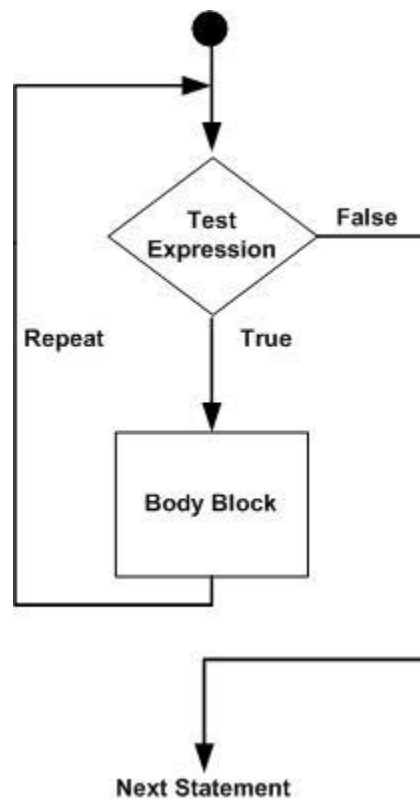 Test
Expression
False
Repeat
True
Body Block
Next Statement